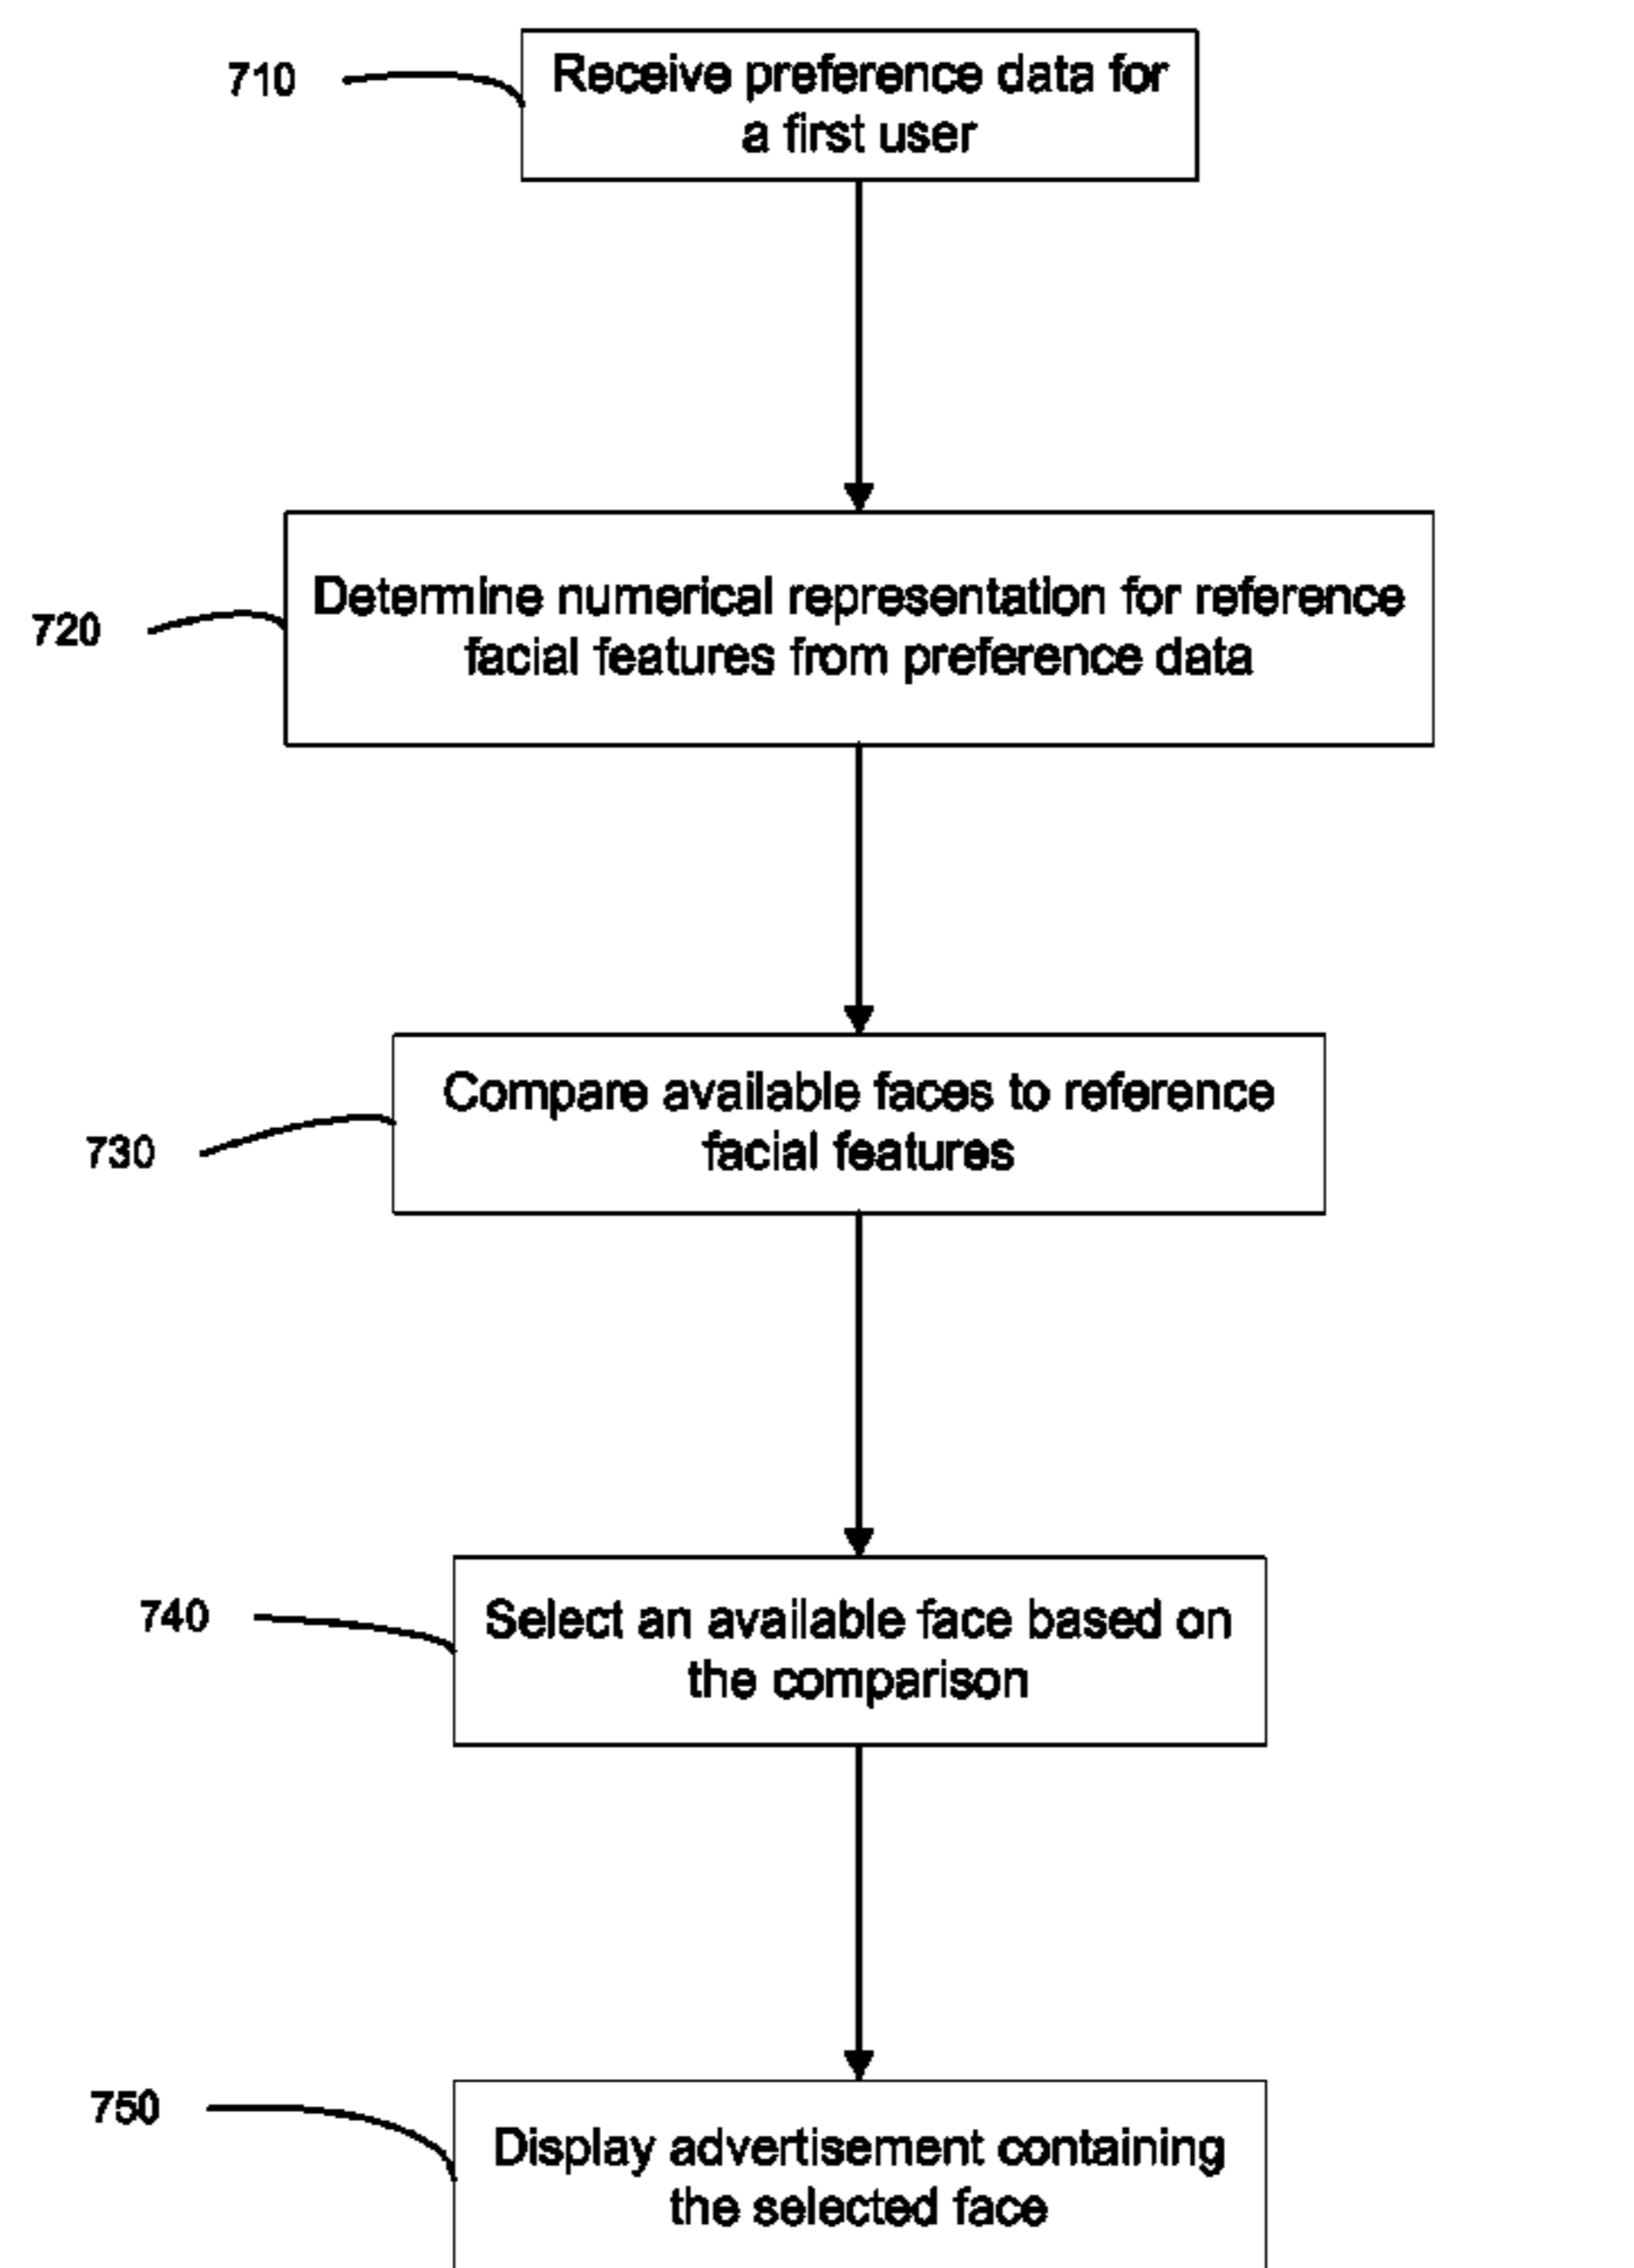 710
Receive preference data for
a first user
720
Determine numerical representation for reference
facial features from preference data
730
Compare available faces to reference
facial features
740
Select an available face based on
the comparison
750
Display advertisement containing
the selected face